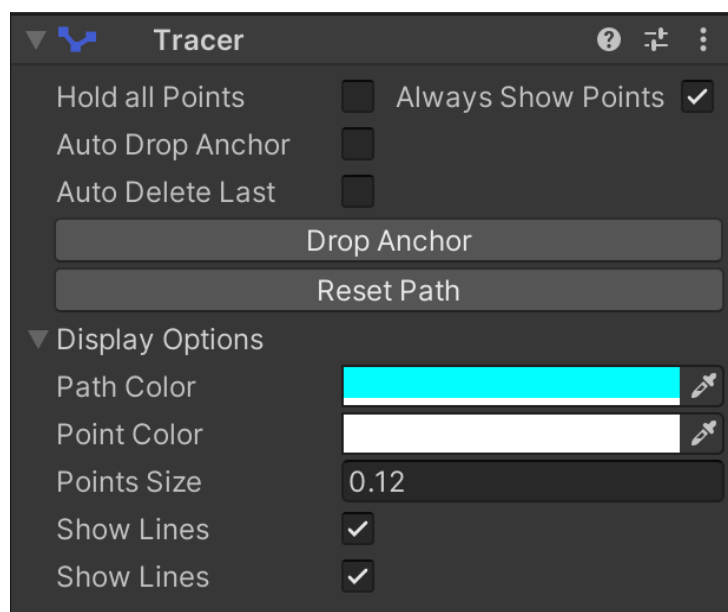 Tracer
Hold all Points Always Show Points
Auto Drop Anchor
Auto Delete Last
Drop Anchor
Reset Path
Display Options
Path Color
Point Color
Points Size 0.12
Show Lines
Show Lines